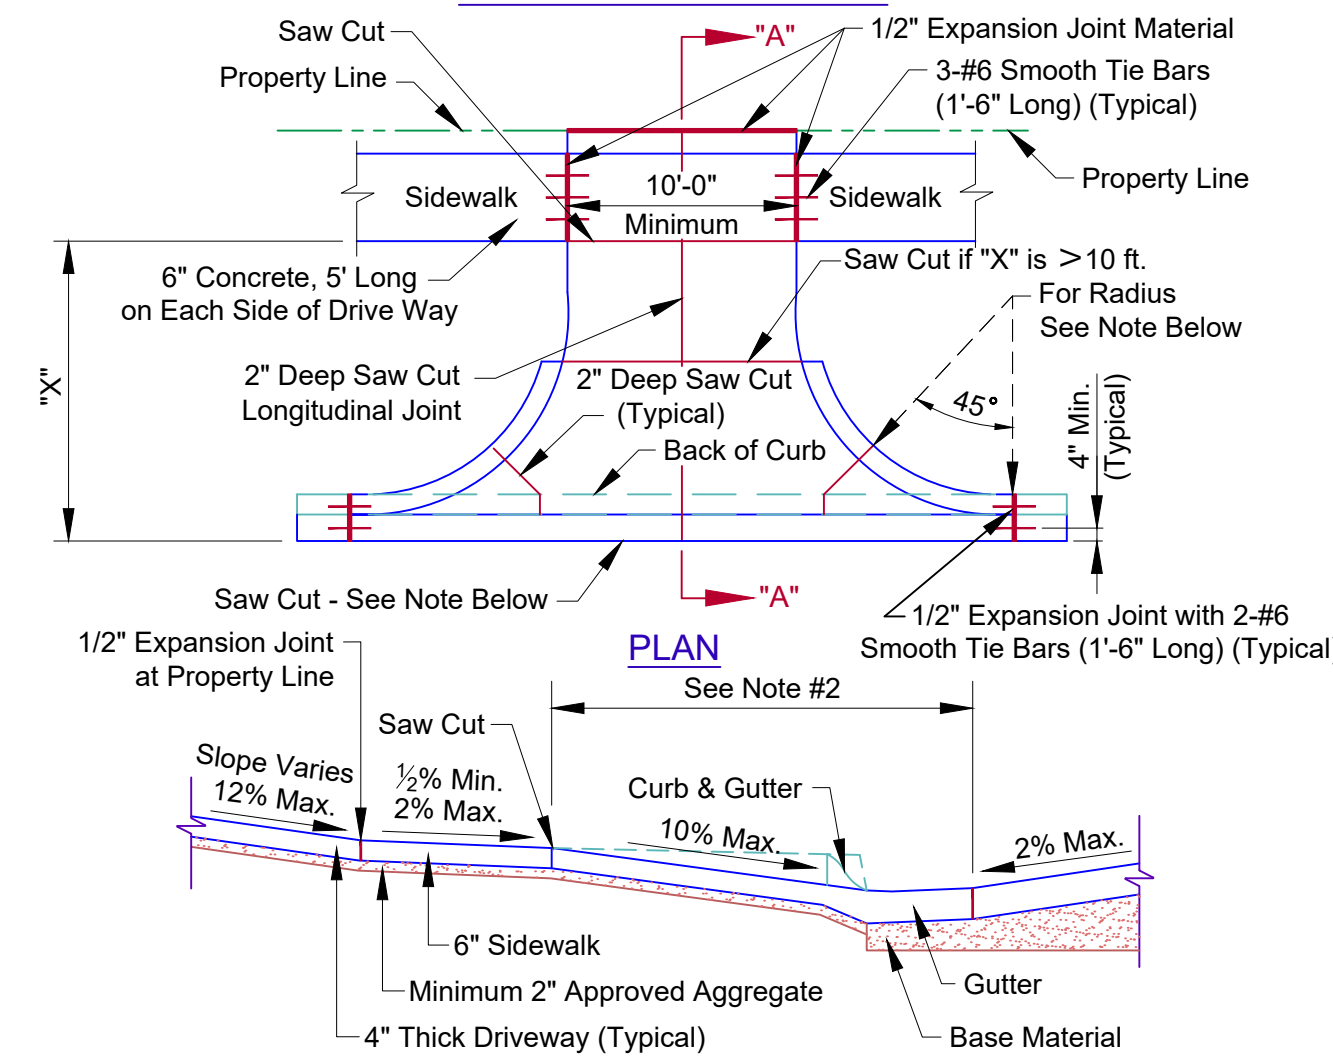 Saw Cut
"A"
1/2" Expansion Joint Material
Property Line
3-#6 Smooth Tie Bars
(1'-6" Long) (Typical)
Sidewalk
10'-0"
Minimum
Sidewalk
Property Line
6" Concrete, 5' Long
on Each Side of Drive Way
Saw Cut if "X" is >10 ft.
For Radius
See Note Below
"X"
2" Deep Saw Cut
Longitudinal Joint
2" Deep Saw Cut
(Typical)
45°
4" Min.
(Typical)
Back of Curb
Saw Cut - See Note Below
"A"
1/2" Expansion Joint with 2-#6
Smooth Tie Bars (1'-6" Long) (Typical)
PLAN
1/2" Expansion Joint
at Property Line
See Note #2
Saw Cut
Slope Varies
12% Max.
½% Min.
2% Max.
Curb & Gutter
10% Max.
2% Max.
6" Sidewalk
Minimum 2" Approved Aggregate
4" Thick Driveway (Typical)
Gutter
Base Material